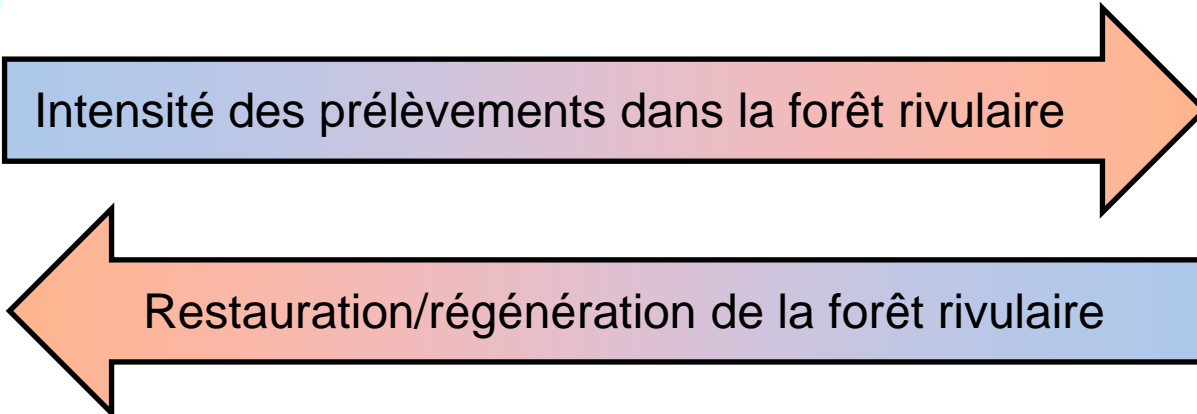 Intensité des prélèvements dans la forêt rivulaire
Restauration/régénération de la forêt rivulaire